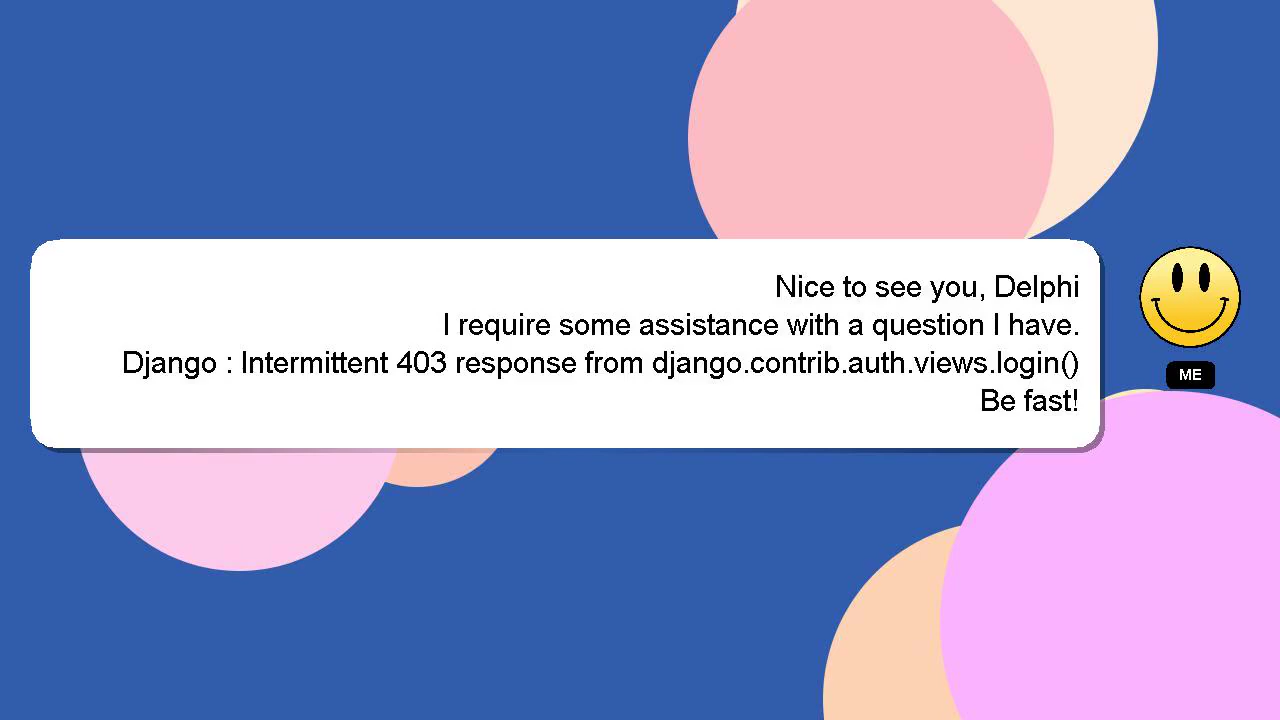 Nice to see you, Delphi
I require some assistance with a question I have.
Django : Intermittent 403 response from django.contrib.auth.views.login()
Be fast!
ME